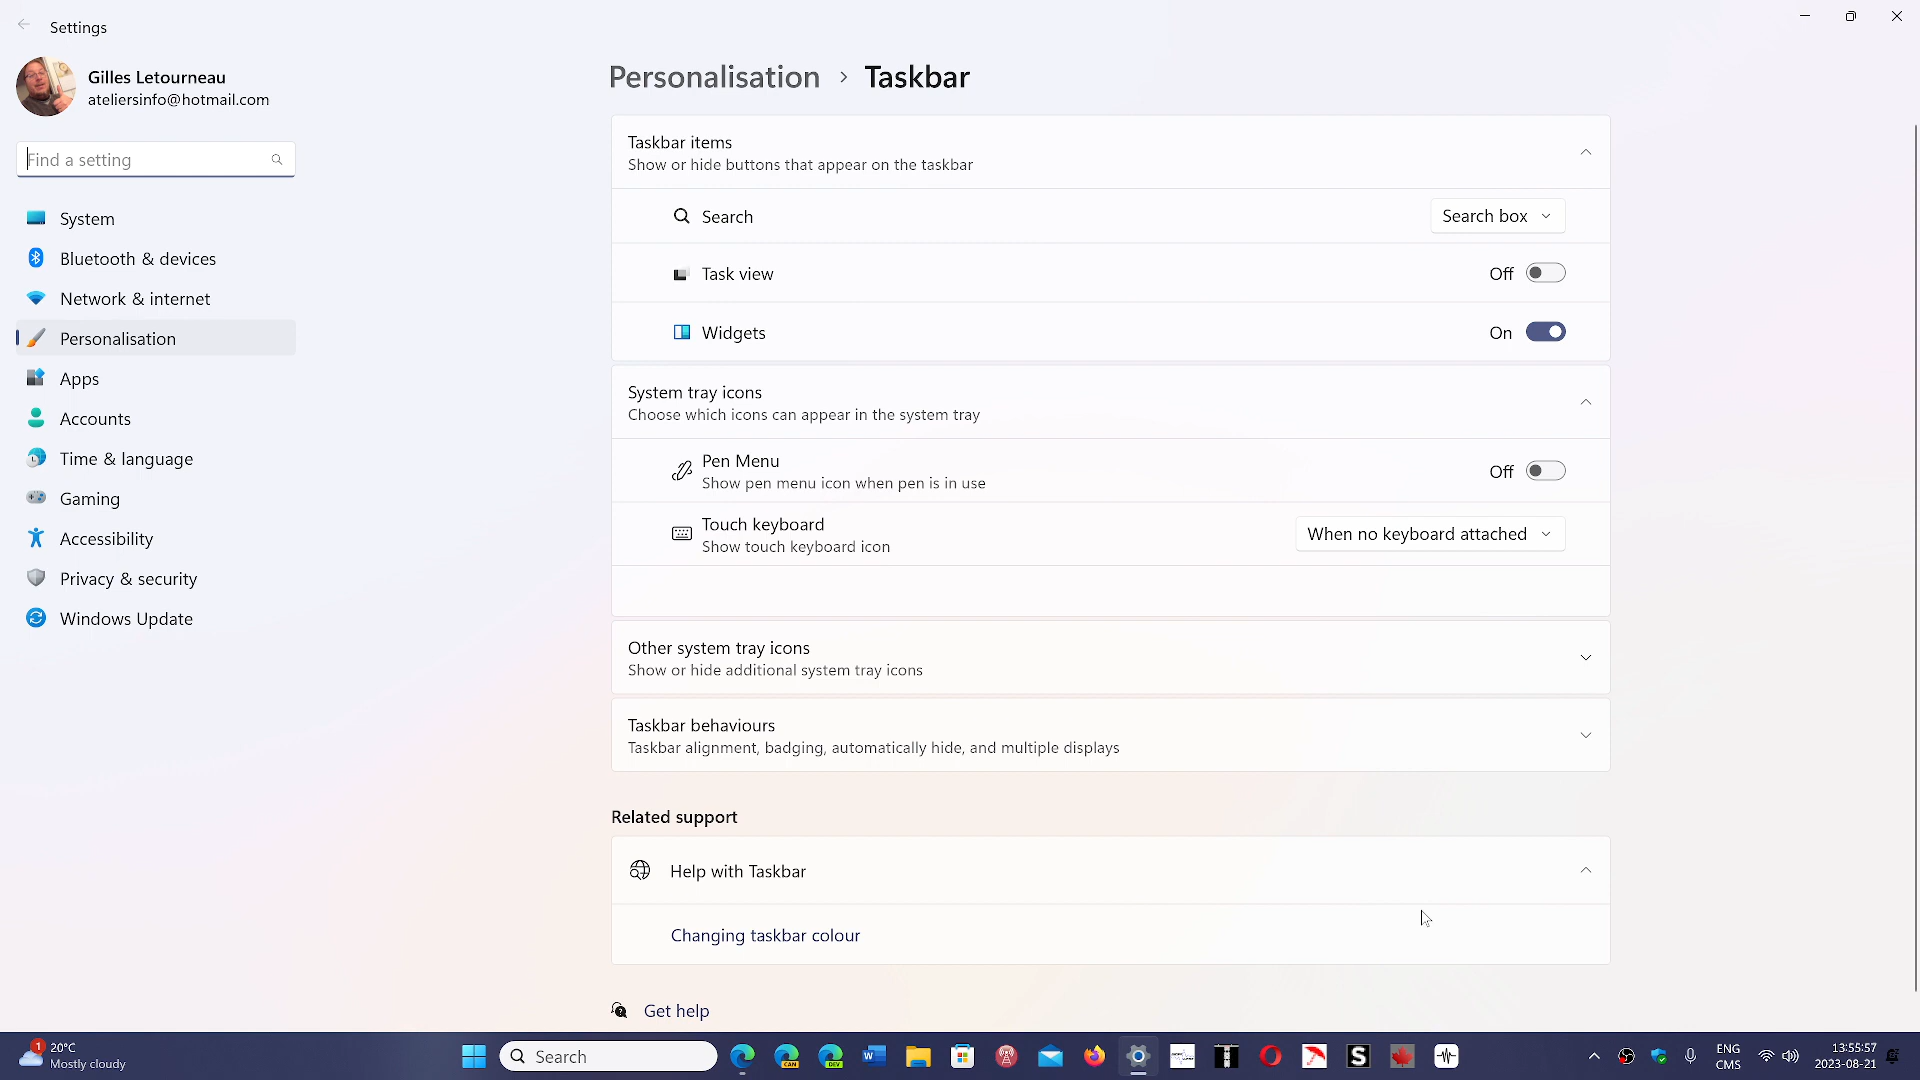 Settings
Gilles Letourneau
ateliersinfo@hotmail.com
Find a setting
System
Bluetooth & devices
Network & internet
Personalisation
Apps
Accounts
Time & language
Gaming
Accessibility
Privacy & security
Windows Update
Personalisation > Taskbar
Taskbar items
Show or hide buttons that appear on the taskbar
Search
Search box
Task view
Off
Widgets
On
System tray icons
Choose which icons can appear in the system tray
Pen Menu
Show pen menu icon when pen is in use
Off
Touch keyboard
Show touch keyboard icon
When no keyboard attached
Other system tray icons
Show or hide additional system tray icons
Taskbar behaviours
Taskbar alignment, badging, automatically hide, and multiple displays
Related support
Help with Taskbar
Changing taskbar colour
Get help
1
20°C
Mostly cloudy
Search
CAN
DEV
W
S
ENG
CMS
13:55:57
2023-08-21